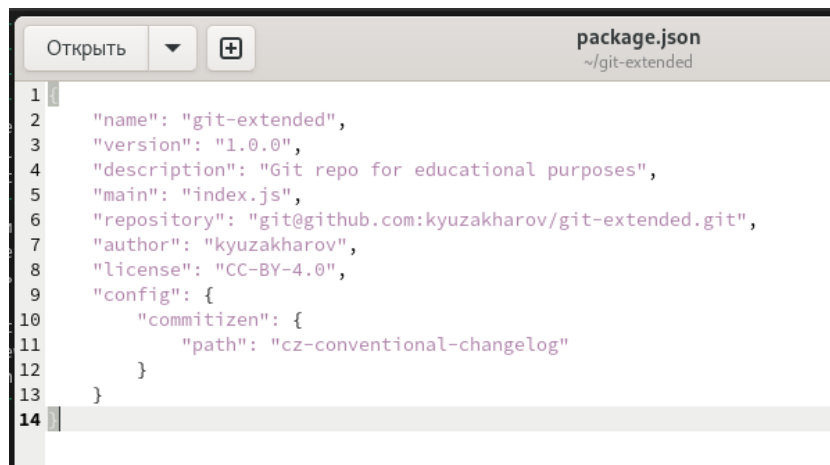 Открыть
package.json
~/git-extended
1 {
2 "name": "git-extended",
3 "version": "1.0.0",
4 "description": "Git repo for educational purposes",
5 "main": "index.js",
6 "repository": "git@github.com:kyuzakharov/git-extended.git",
7 "author": "kyuzakharov",
8 "license": "CC-BY-4.0",
9 "config": {
10 "commitizen": {
11 "path": "cz-conventional-changelog"
12 }
13 }
14 }